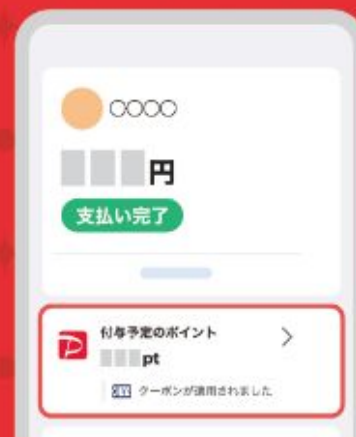 ○○○○
円
支払い完了
付与予定のポイント
pt
クーポンが適用されました